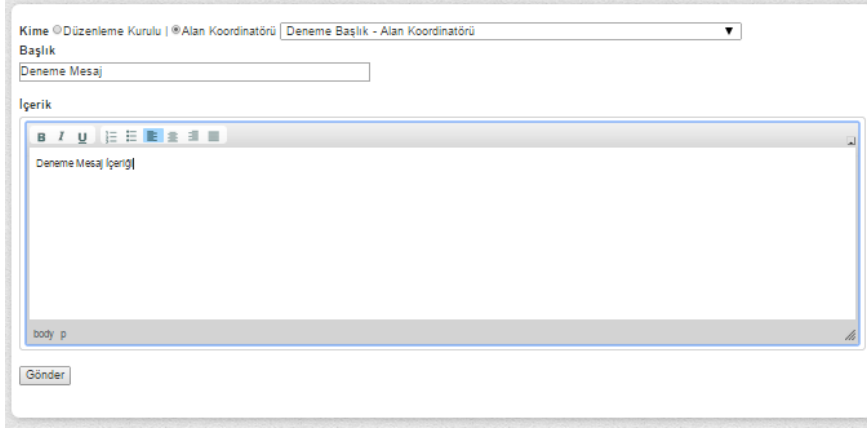 Kime Düzenleme Kurulu | Alan Koordinatörü Deneme Başlık - Alan Koordinatörü
Başlık
Deneme Mesaj
İçerik
B I U
Deneme Mesaj İçeriği
body p
Gönder